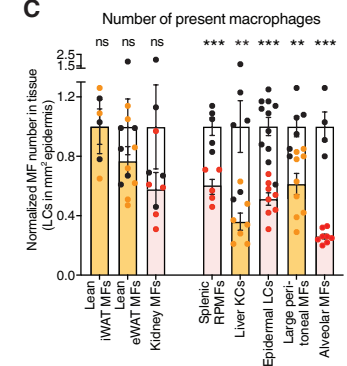 C
Number of present macrophages
ns ns ns *** ** *** ** ***
Normalized MF number in tissue
(LCs in mm² epidermis)
2.5
1.5
1.2
0.8
0.4
0.0
Lean
iWAT MFs
Lean
eWAT MFs
Kidney MFs
Splenic
RPMFs
Liver KCs
Epidermal LCs
Large peri-
toneal MFs
Alveolar MFs